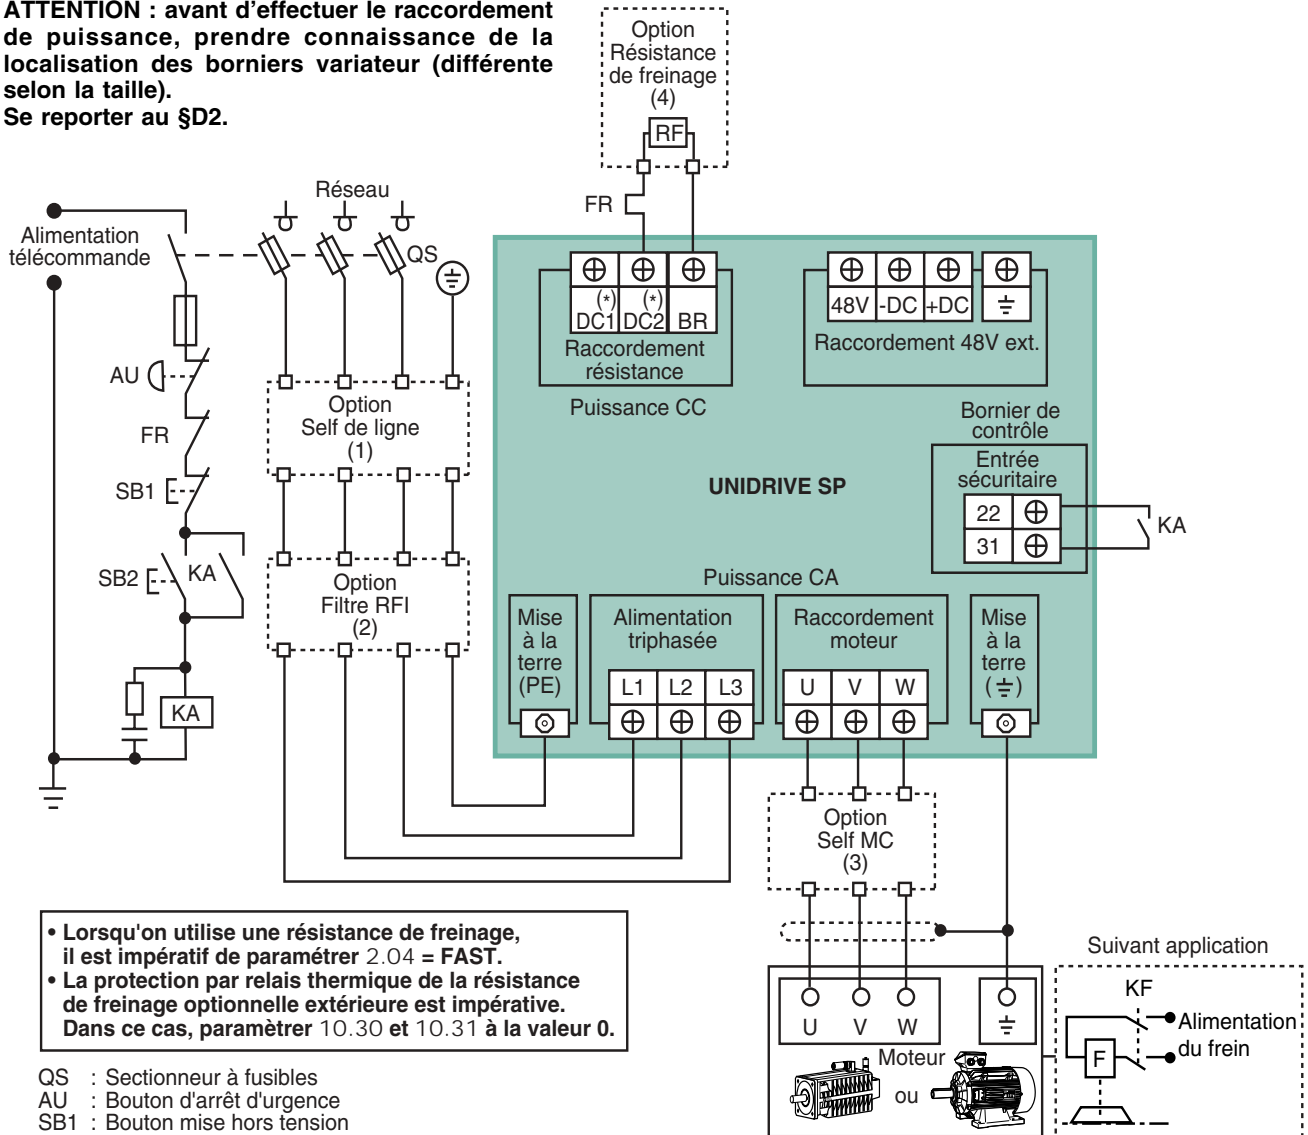 ATTENTION : avant d'effectuer le raccordement
de puissance, prendre connaissance de la
localisation des borniers variateur (différente
selon la taille).
Se reporter au §D2.
Option
Résistance
de freinage
(4)
RF
FR
Réseau
Alimentation
télécommande
QS
AU
FR
SB1
SB2
KA
KA
Option
Self de ligne
(1)
Option
Filtre RFI
(2)
(*)
(*)
DC1
DC2
BR
Raccordement
résistance
Puissance CC
48V
-DC
+DC
Raccordement 48V ext.
Bornier de
contrôle
Entrée
sécuritaire
22
31
KA
UNIDRIVE SP
Puissance CA
Mise
à la
terre
(PE)
Alimentation
triphasée
L1
L2
L3
Raccordement
moteur
U
V
W
Mise
à la
terre
(⏚)
Option
Self MC
(3)
U
V
W
Moteur
ou
Suivant application
KF
Alimentation
du frein
F
• Lorsqu'on utilise une résistance de freinage,
il est impératif de paramétrer 2.04 = FAST.
• La protection par relais thermique de la résistance
de freinage optionnelle extérieure est impérative.
Dans ce cas, paramètrer 10.30 et 10.31 à la valeur 0.
QS : Sectionneur à fusibles
AU : Bouton d'arrêt d'urgence
SB1 : Bouton mise hors tension